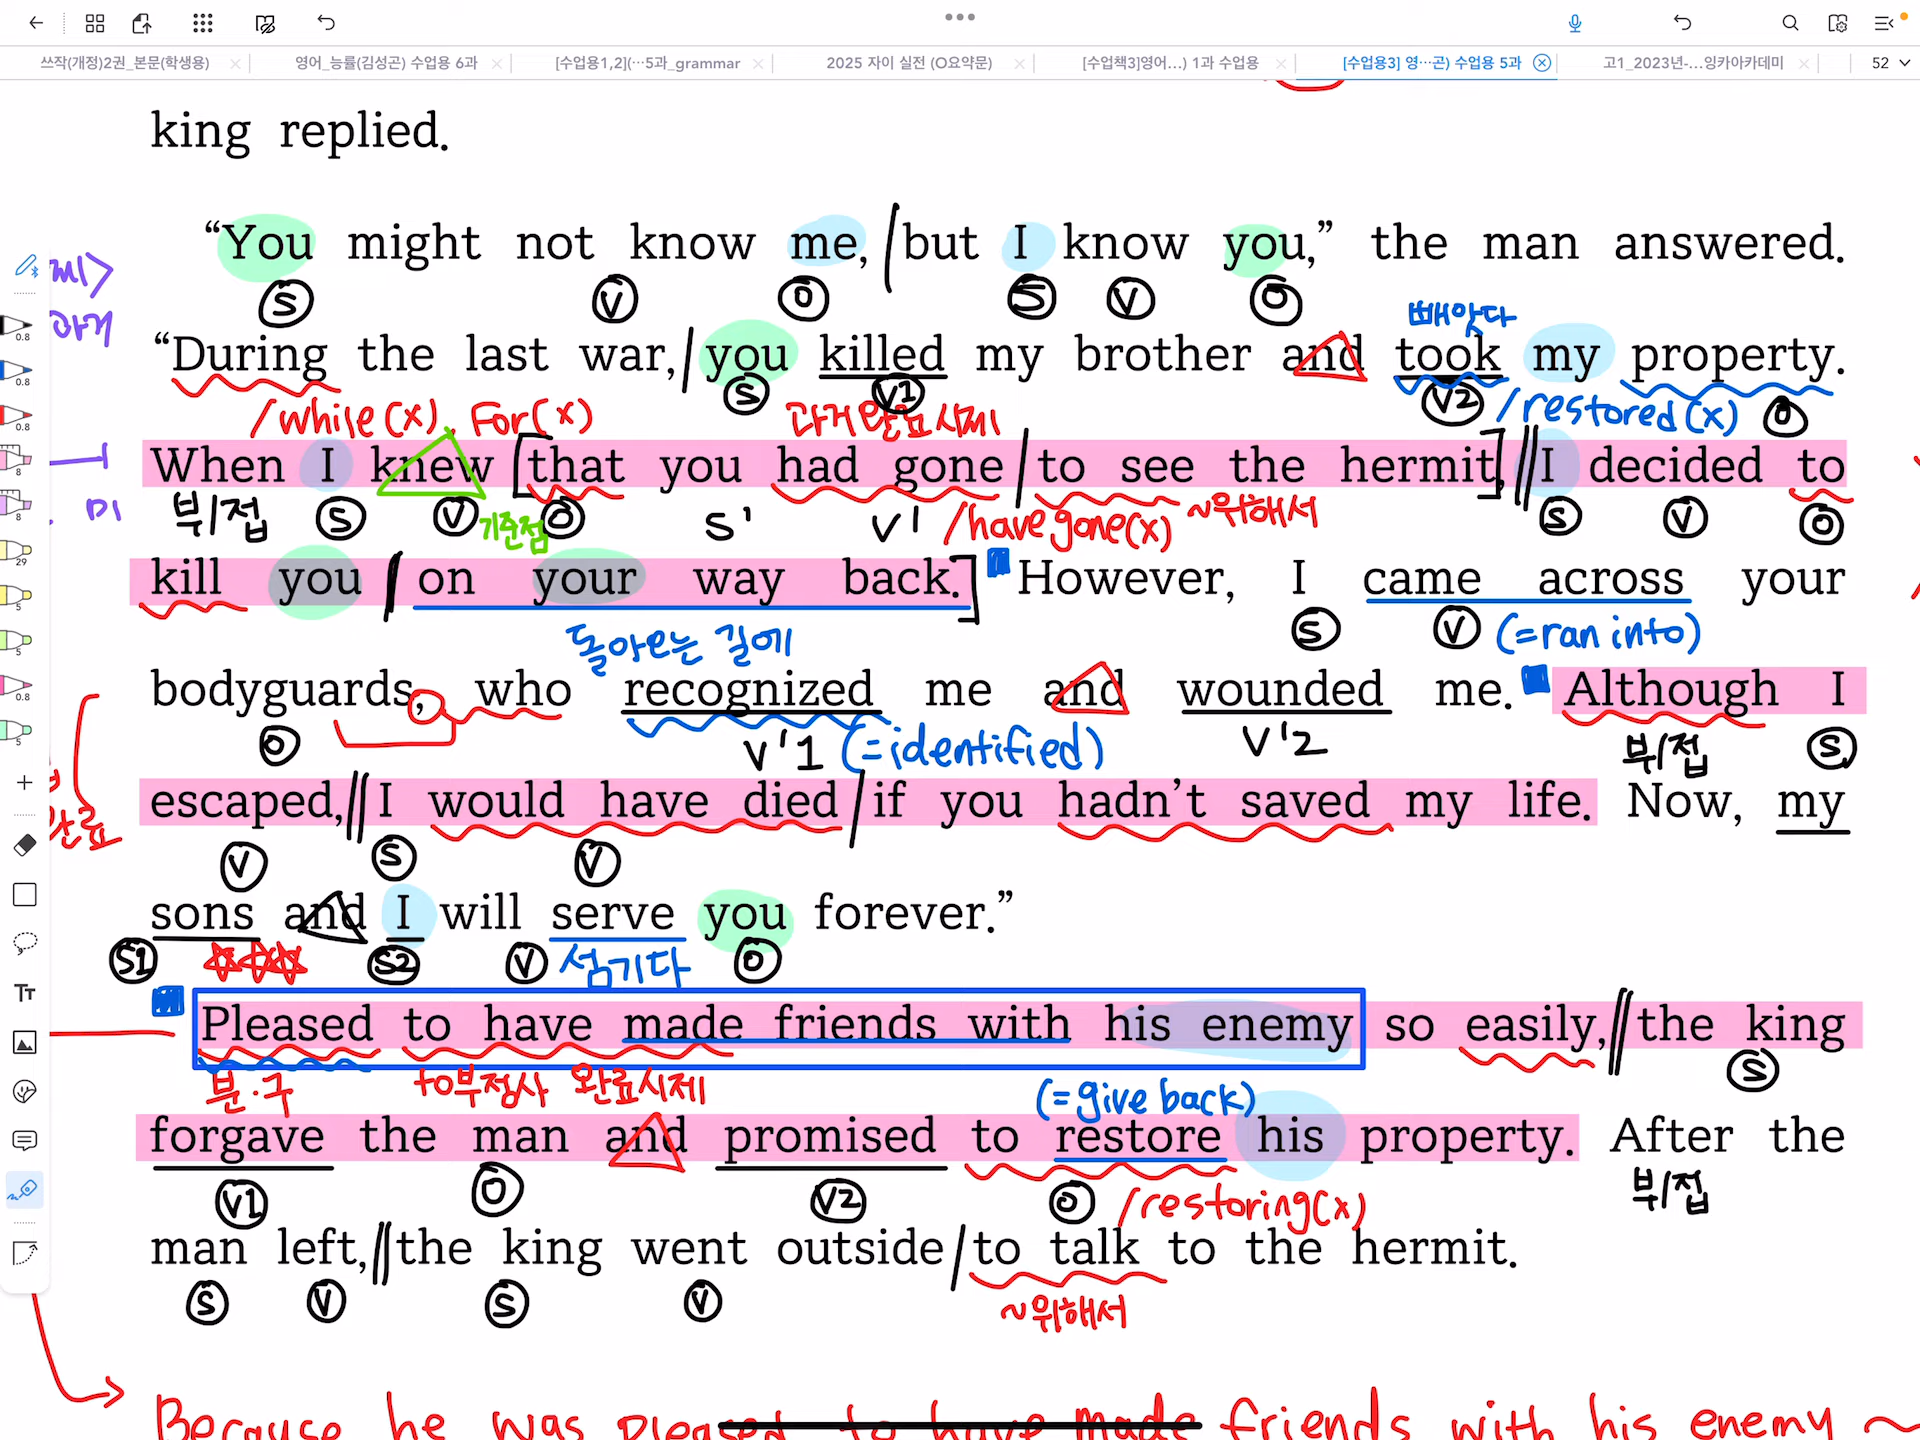 쓰작(개정)2권_본문(학생용)
영어_능률(김성곤) 수업용 6과
[수업용1,2](…5과_grammar
2025 자이 실전 (O요약문)
[수업책3]영어...) 1과 수업용
[수업용3] 영…곤) 수업용 5과
고1_2023년-...잉카아카데미
52
king replied.
“You might not know me, but I know you,” the man answered.
S V O S V O
빼앗다
“During the last war, you killed my brother and took my property.
S V1 V2 O
/while(x), For(x) 과거완료시제 /restored(x)
When I knew that you had gone to see the hermit, I decided to
부/접 S V 기준점 O S' V' /have gone(x) ~위해서 S V O
kill you on your way back. However, I came across your
돌아오는 길에 S V (=ran into)
bodyguards, who recognized me and wounded me. Although I
O V'1 (=identified) V'2 부/접 S
escaped, I would have died if you hadn't saved my life. Now, my
V S V
sons and I will serve you forever.”
S1 S2 V 섬기다 O
Pleased to have made friends with his enemy so easily, the king
분·구 to부정사 완료시제 (=give back) S
forgave the man and promised to restore his property. After the
V1 O V2 O /restoring(x) 부/접
man left, the king went outside to talk to the hermit.
S V S V ~위해서
Because he was pleased to have made friends with his enemy ~